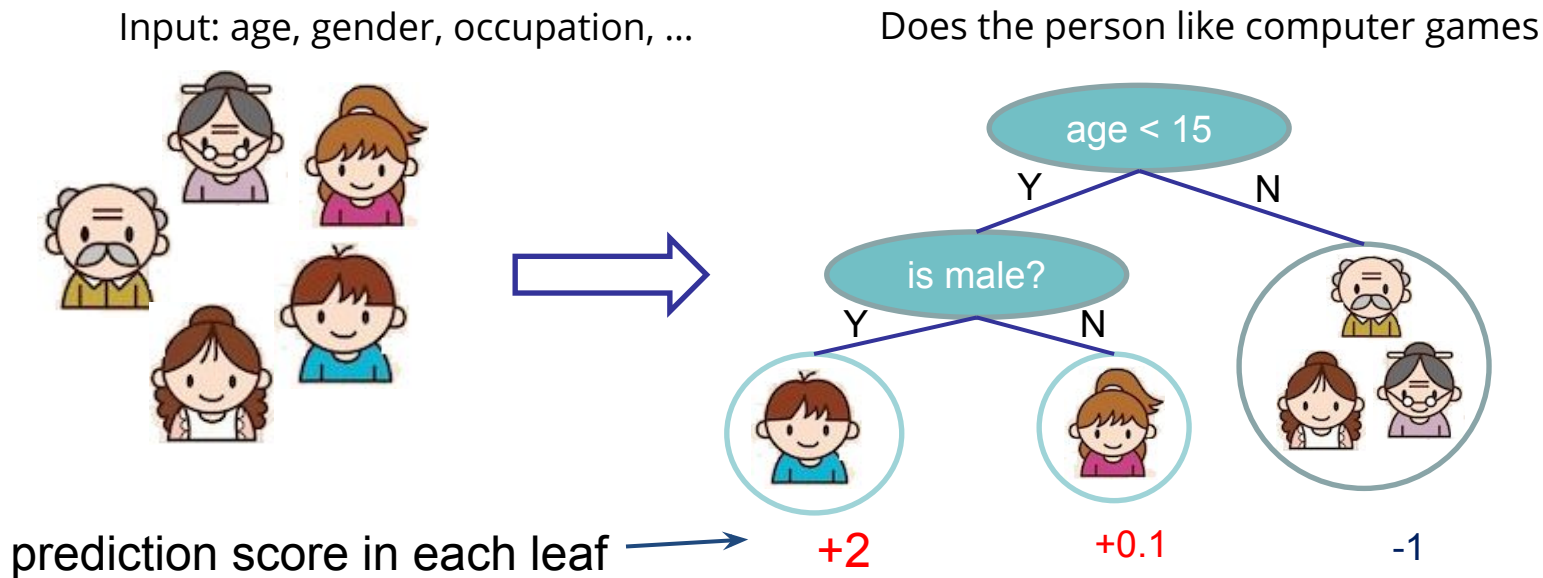 Input: age, gender, occupation, ...
Does the person like computer games
age < 15
Y
N
is male?
Y
N
prediction score in each leaf
+2
+0.1
-1